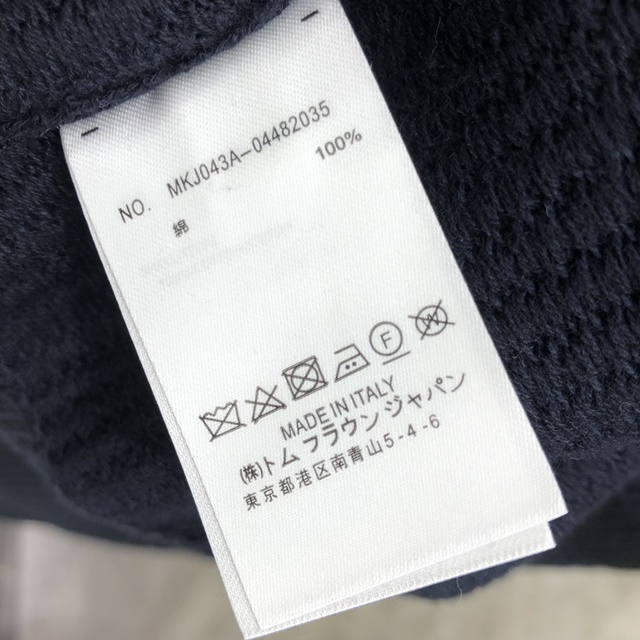 NO. MKJ043A-04482035
綿 100%
F W
MADE IN ITALY
(株)トム ブラウン ジャパン
東京都港区南青山5-4-6